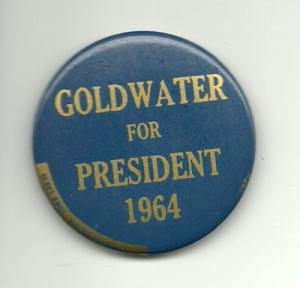 GOLDWATER
FOR
PRESIDENT
1964